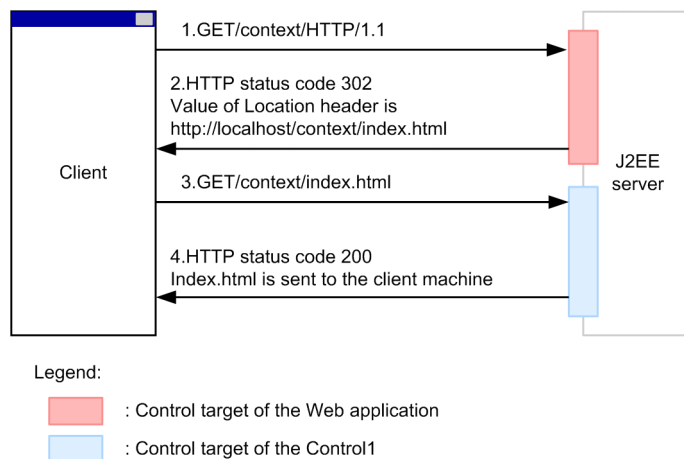 1.GET/context/HTTP/1.1
2.HTTP status code 302
Value of Location header is
http://localhost/context/index.html
Client
J2EE
server
3.GET/context/index.html
4.HTTP status code 200
Index.html is sent to the client machine
Legend:
: Control target of the Web application
: Control target of the Control1